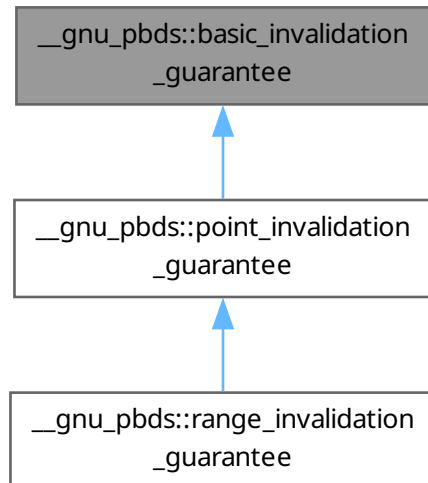 __gnu_pbds::basic_invalidation
_guarantee
__gnu_pbds::point_invalidation
_guarantee
__gnu_pbds::range_invalidation
_guarantee